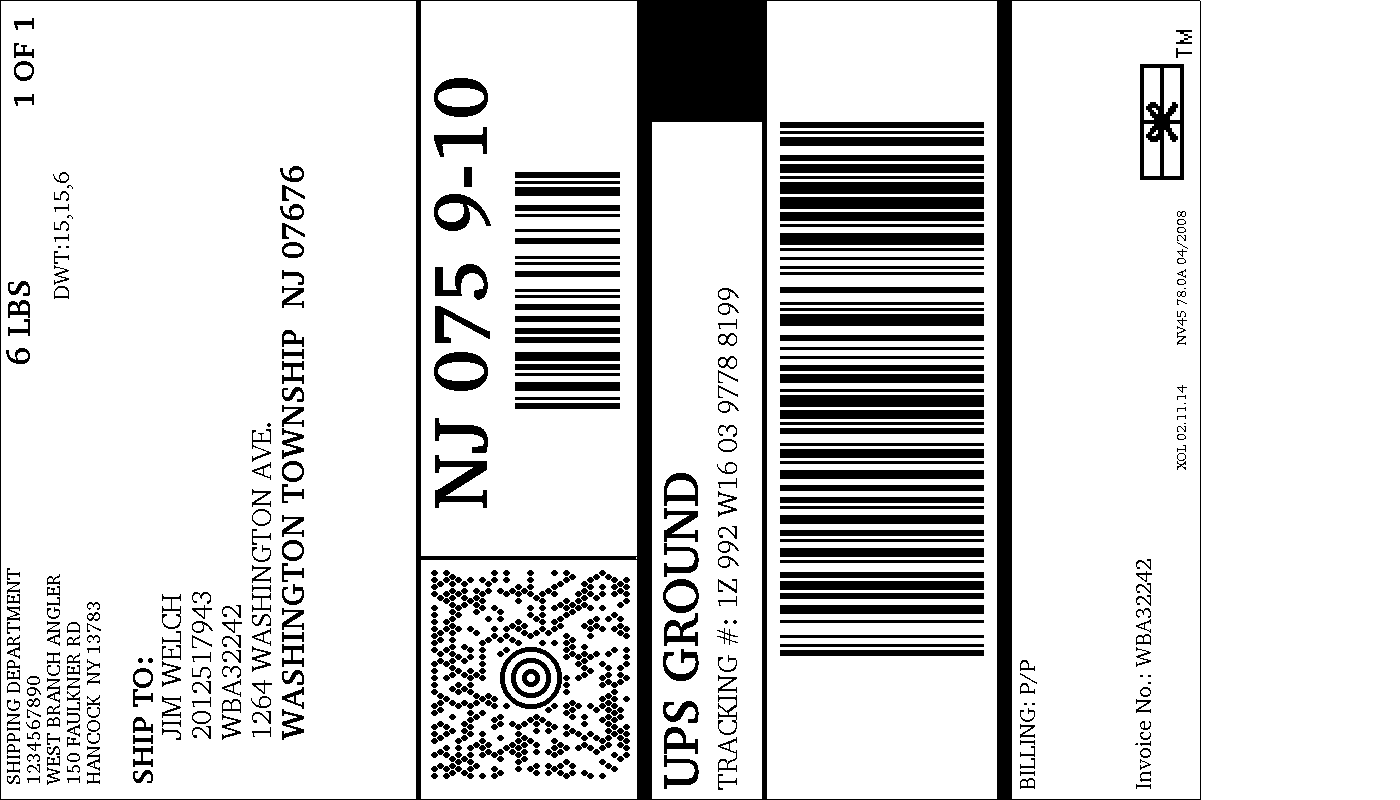 SHIPPING DEPARTMENT
1234567890
WEST BRANCH ANGLER
150 FAULKNER RD
HANCOCK  NY 13783
6 LBS
1 OF 1
DWT:15,15,6
SHIP TO:
JIM WELCH
2012517943
WBA32242
1264 WASHINGTON AVE.
WASHINGTON TOWNSHIP  NJ 07676
NJ 075 9-10
UPS GROUND
TRACKING #: 1Z 992 W16 03 9778 8199
BILLING: P/P
Invoice No.: WBA32242
XOL 02.11.14
NV45 78.0A 04/2008
TM